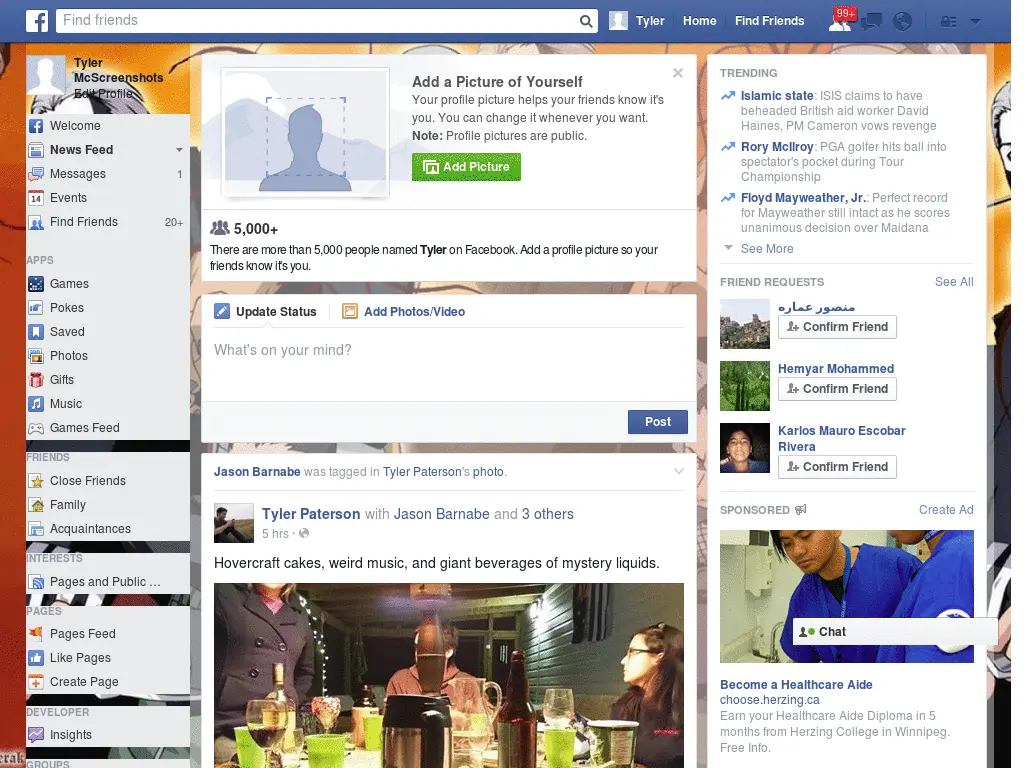 Find friends
Tyler
Home
Find Friends
99+
Tyler
McScreenshots
Edit Profile
Welcome
News Feed
Messages 1
14 Events
Find Friends 20+
APPS
Games
Pokes
Saved
Photos
Gifts
Music
Games Feed
FRIENDS
Close Friends
Family
Acquaintances
INTERESTS
Pages and Public ...
PAGES
Pages Feed
Like Pages
Create Page
DEVELOPER
Insights
GROUPS
erak
Add a Picture of Yourself
Your profile picture helps your friends know it's
you. You can change it whenever you want.
Note: Profile pictures are public.
Add Picture
5,000+
There are more than 5,000 people named Tyler on Facebook. Add a profile picture so your
friends know it's you.
Update Status
Add Photos/Video
What's on your mind?
Post
Jason Barnabe was tagged in Tyler Paterson's photo.
Tyler Paterson with Jason Barnabe and 3 others
5 hrs ·
Hovercraft cakes, weird music, and giant beverages of mystery liquids.
TRENDING
Islamic state: ISIS claims to have
beheaded British aid worker David
Haines, PM Cameron vows revenge
Rory McIlroy: PGA golfer hits ball into
spectator's pocket during Tour
Championship
Floyd Mayweather, Jr.: Perfect record
for Mayweather still intact as he scores
unanimous decision over Maidana
See More
FRIEND REQUESTS See All
منصور عماره
Confirm Friend
Hemyar Mohammed
Confirm Friend
Karlos Mauro Escobar
Rivera
Confirm Friend
SPONSORED Create Ad
Chat
Become a Healthcare Aide
choose.herzing.ca
Earn your Healthcare Aide Diploma in 5
months from Herzing College in Winnipeg.
Free Info.